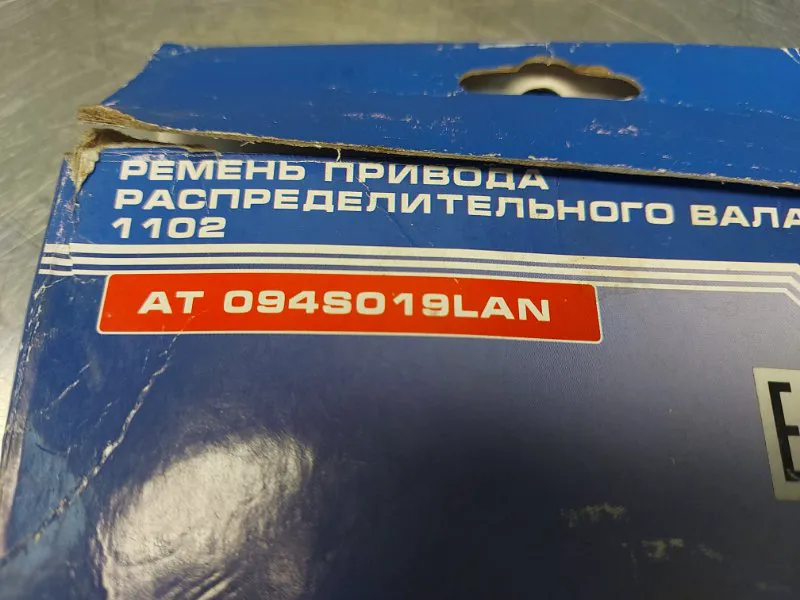 РЕМЕНЬ ПРИВОДА
РАСПРЕДЕЛИТЕЛЬНОГО ВАЛА
1102
AT 094S019LAN